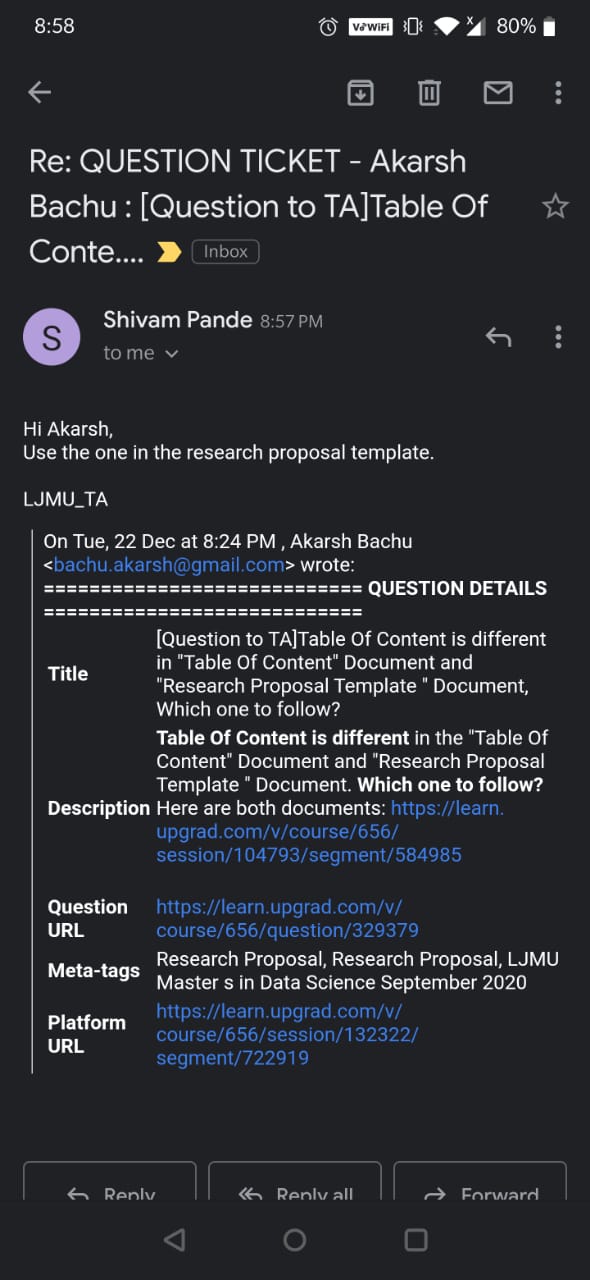 8:58
VoWiFi
X
80%
Re: QUESTION TICKET - Akarsh
Bachu : [Question to TA]Table Of
Conte.... Inbox
S
Shivam Pande 8:57 PM
to me
Hi Akarsh,
Use the one in the research proposal template.
LJMU_TA
On Tue, 22 Dec at 8:24 PM , Akarsh Bachu
<bachu.akarsh@gmail.com> wrote:
============================ QUESTION DETAILS
============================
Title
[Question to TA]Table Of Content is different
in "Table Of Content" Document and
"Research Proposal Template " Document,
Which one to follow?
Description
Table Of Content is different in the "Table Of
Content" Document and "Research Proposal
Template " Document. Which one to follow?
Here are both documents: https://learn.
upgrad.com/v/course/656/
session/104793/segment/584985
Question
URL
https://learn.upgrad.com/v/
course/656/question/329379
Meta-tags
Research Proposal, Research Proposal, LJMU
Master s in Data Science September 2020
Platform
URL
https://learn.upgrad.com/v/
course/656/session/132322/
segment/722919
Reply
Reply all
Forward